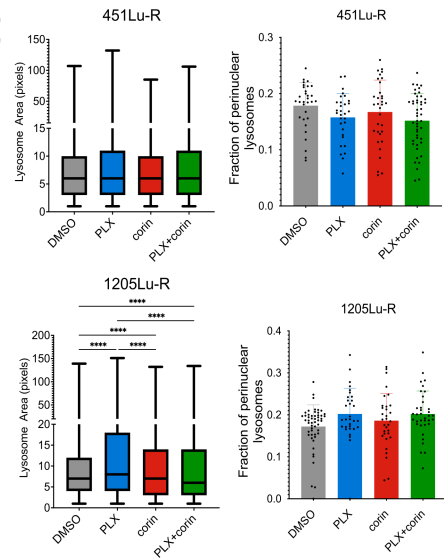 451Lu-R
Lysosome Area (pixels)
150
100
50
15
10
5
0
DMSO
PLX
corin
PLX+corin
451Lu-R
Fraction of perinuclear
lysosomes
0.3
0.2
0.1
0.0
DMSO
PLX
corin
PLX+corin
1205Lu-R
****
****
****
**** ****
Lysosome Area (pixels)
200
150
100
50
20
15
10
5
0
DMSO
PLX
corin
PLX+corin
1205Lu-R
Fraction of perinuclear
lysosomes
0.4
0.3
0.2
0.1
0.0
DMSO
PLX
corin
PLX+corin